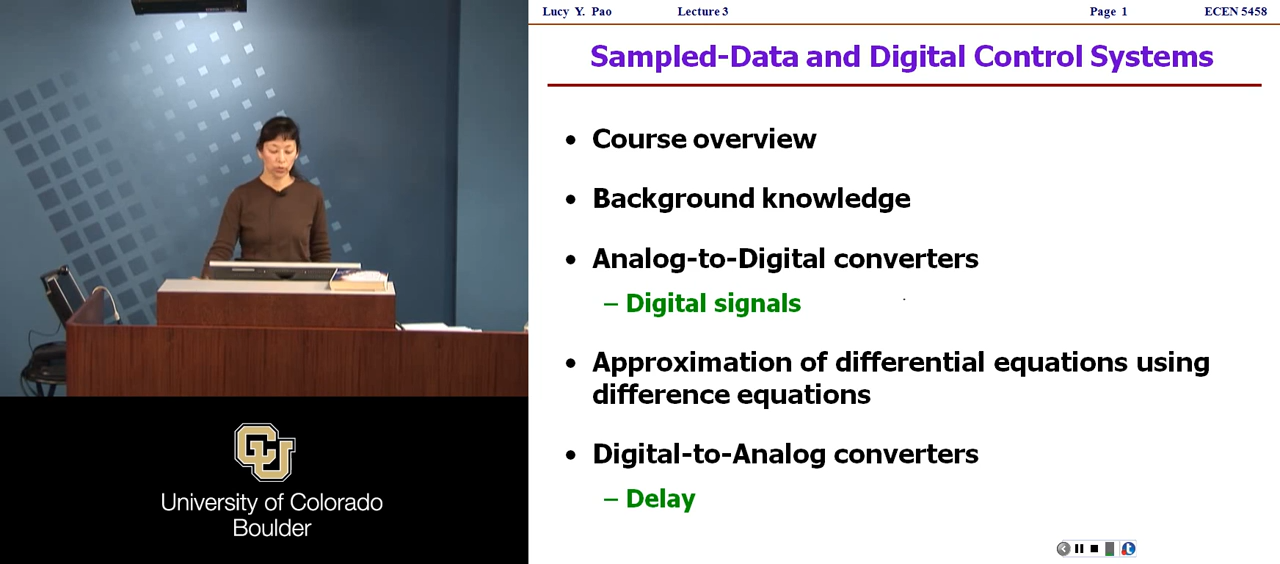 Lucy Y. Pao Lecture 3 Page 1 ECEN 5458
Sampled-Data and Digital Control Systems
• Course overview
• Background knowledge
• Analog-to-Digital converters
– Digital signals
• Approximation of differential equations using
difference equations
• Digital-to-Analog converters
– Delay
CU
University of Colorado
Boulder